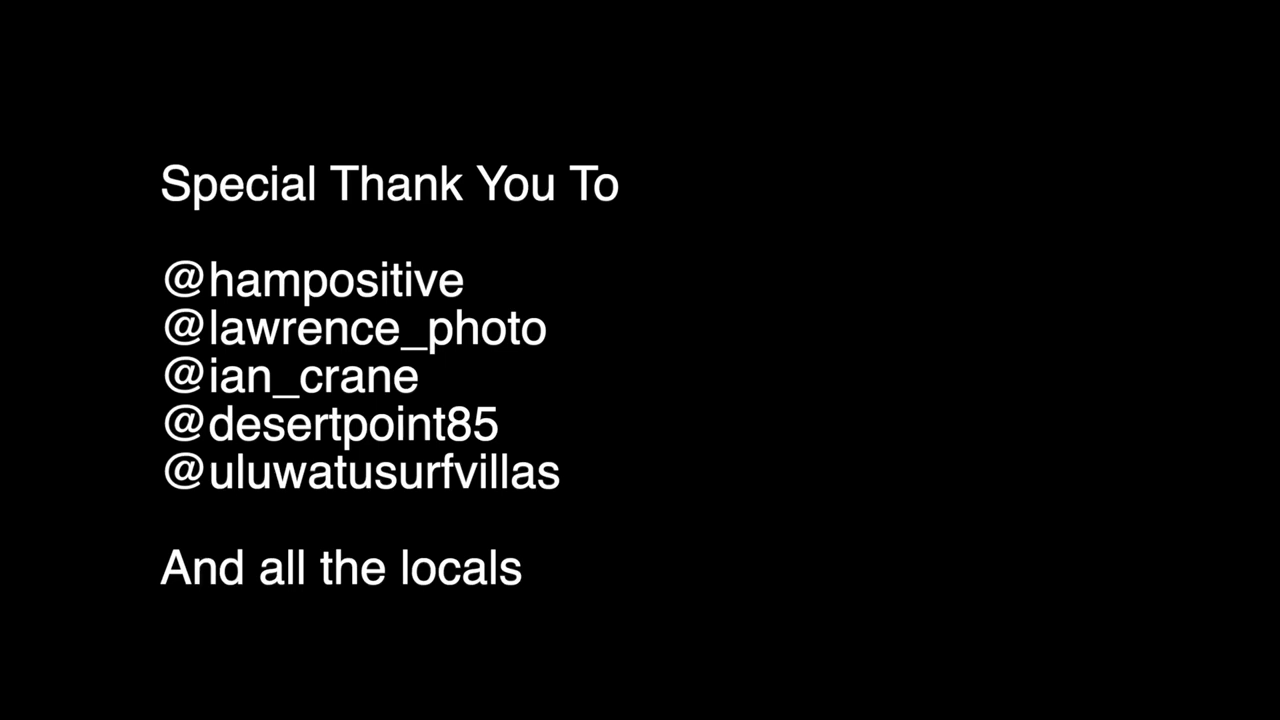 Special Thank You To
@hampositive
@lawrence_photo
@ian_crane
@desertpoint85
@uluwatusurfvillas
And all the locals